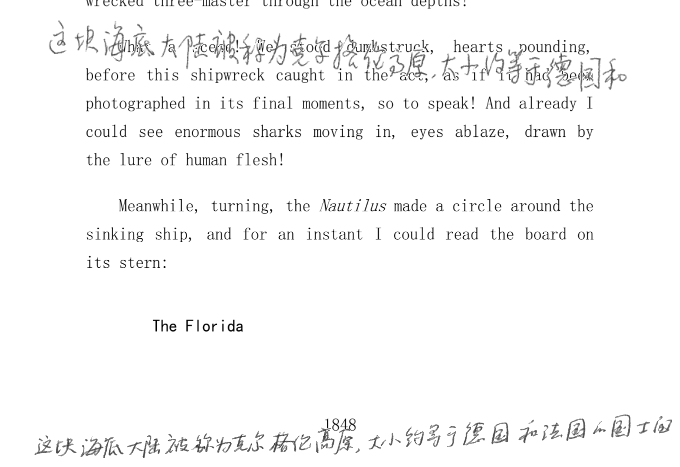 wrecked three-master through the ocean depths!
这块海底大陆被称为克尔格伦高原，大小约等于德国和
What a scene! We stood dumbstruck, hearts pounding,
before this shipwreck caught in the act, as if it had been
photographed in its final moments, so to speak! And already I
could see enormous sharks moving in, eyes ablaze, drawn by
the lure of human flesh!
Meanwhile, turning, the Nautilus made a circle around the
sinking ship, and for an instant I could read the board on
its stern:
The Florida
1848
这块海底大陆被称为克尔格伦高原，大小约等于德国和法国的国土面